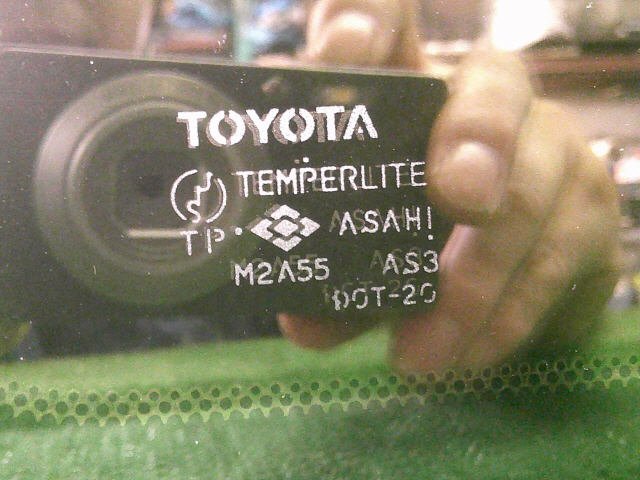 TOYOTA
TEMPERLITE
TP ASAHI
M2A55 AS3
DOT-20